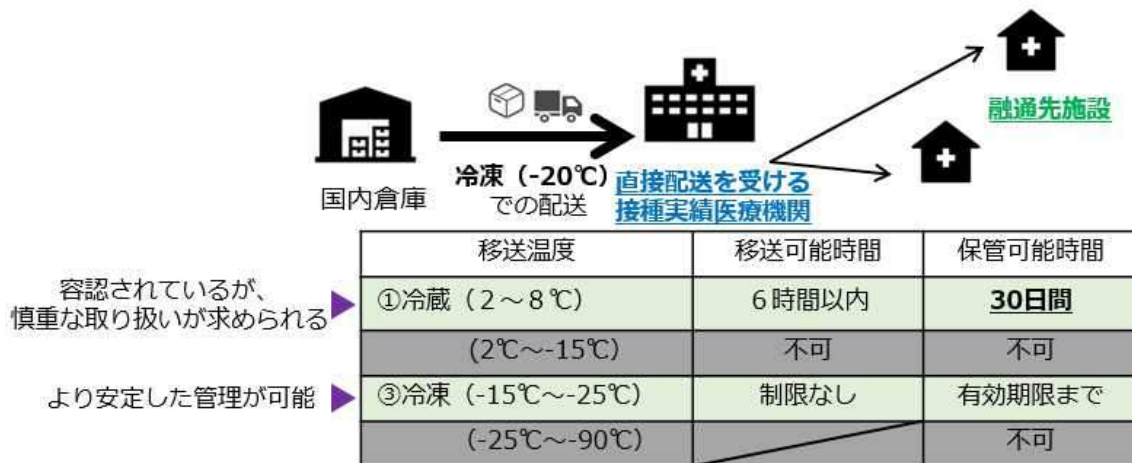 融通先施設
国内倉庫
冷凍（-20℃）
での配送
直接配送を受ける
接種実績医療機関
移送温度 移送可能時間 保管可能時間
容認されているが、
慎重な取り扱いが求められる
①冷蔵（2～8℃） 6時間以内 30日間
(2℃～-15℃) 不可 不可
より安定した管理が可能
③冷凍（-15℃～-25℃） 制限なし 有効期限まで
(-25℃～-90℃) 不可